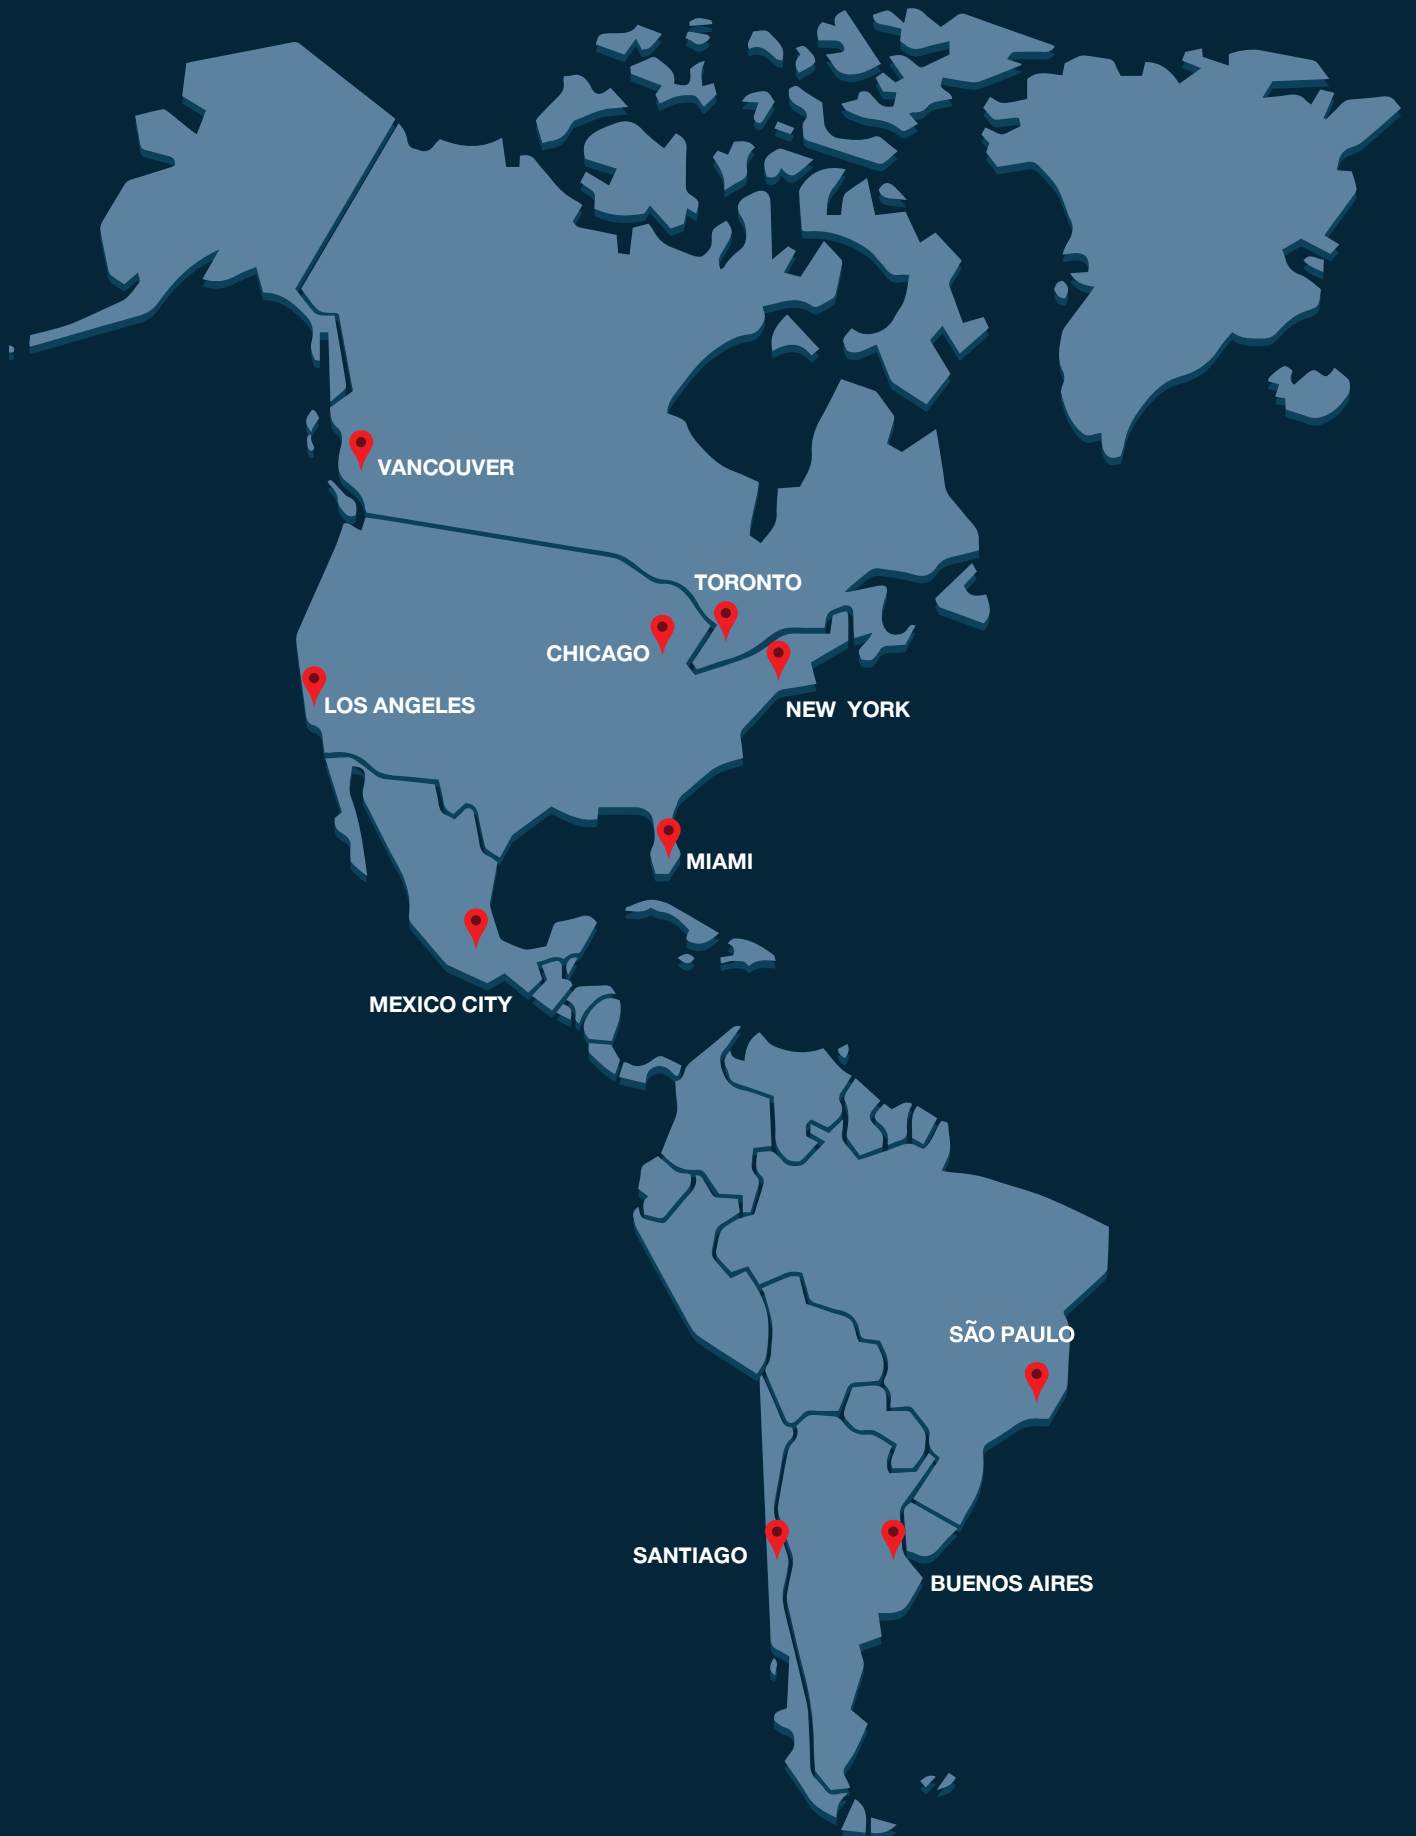 VANCOUVER
TORONTO
CHICAGO
LOS ANGELES
NEW YORK
MIAMI
MEXICO CITY
SÃO PAULO
SANTIAGO
BUENOS AIRES